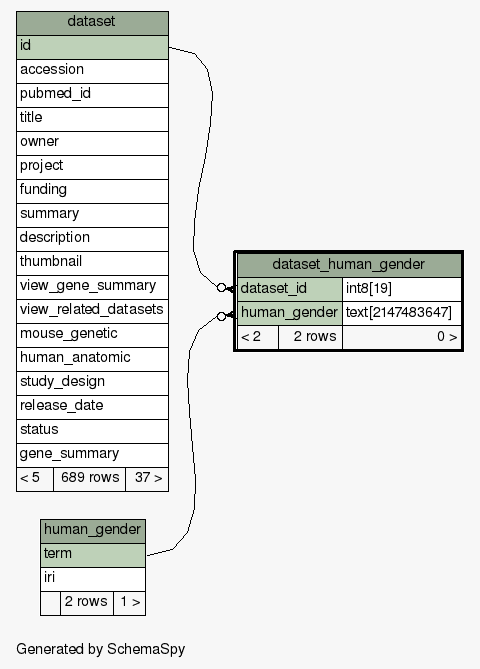 dataset
id
accession
pubmed_id
title
owner
project
funding
summary
description
thumbnail
view_gene_summary
view_related_datasets
mouse_genetic
human_anatomic
study_design
release_date
status
gene_summary
< 5 689 rows 37 >
dataset_human_gender
dataset_id int8[19]
human_gender text[2147483647]
< 2 2 rows 0 >
human_gender
term
iri
2 rows 1 >
Generated by SchemaSpy